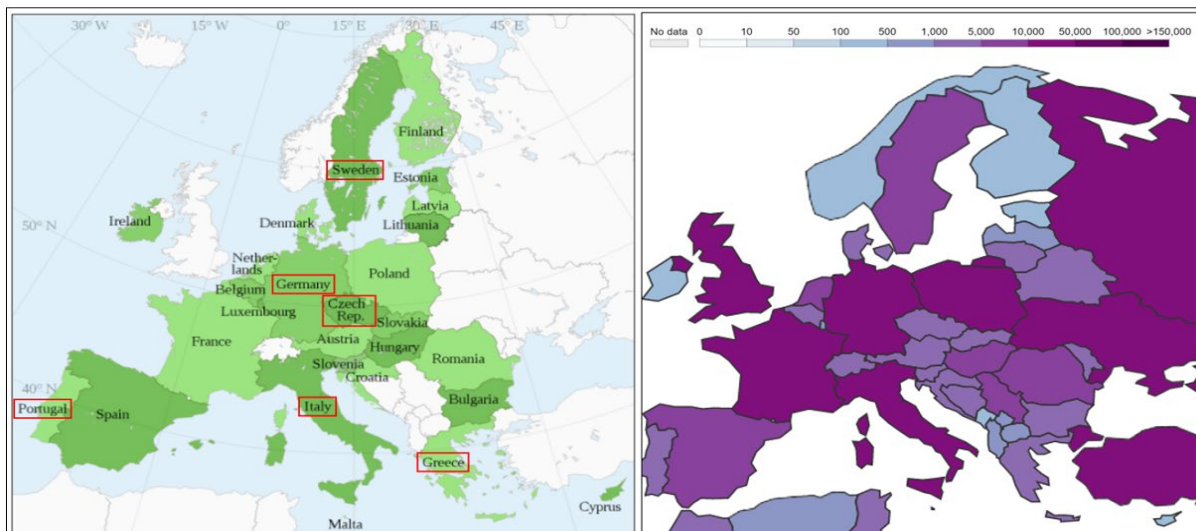 30° W 15° W 0° 15° E 30° E 45° E
Finland
Sweden
Estonia
50° N
Ireland
Denmark
Latvia
Lithuania
Nether-
lands
Belgium
Germany
Poland
Luxembourg
Czech
Rep.
Slovakia
France
Austria
Hungary
Slovenia
Croatia
Romania
40° N
Portugal
Spain
Italy
Bulgaria
Greece
Malta
Cyprus
No data 0 10 50 100 500 1,000 5,000 10,000 50,000 100,000 >150,000